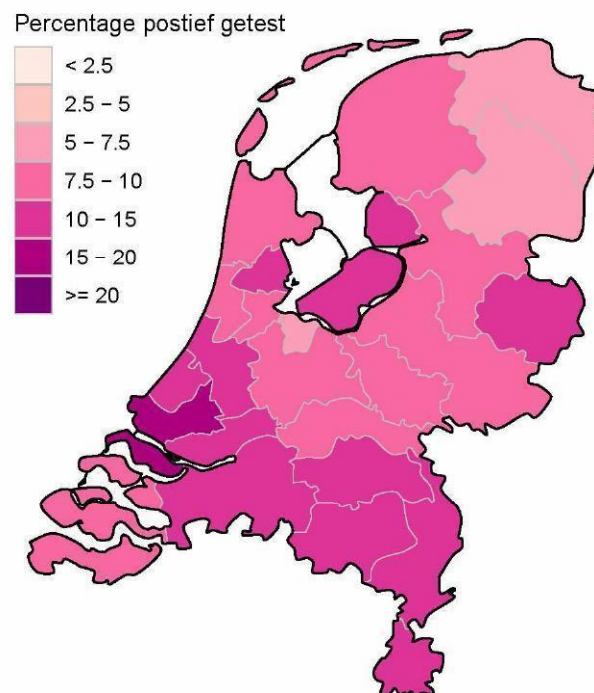 Percentage postief getest
< 2.5
2.5 – 5
5 – 7.5
7.5 – 10
10 – 15
15 – 20
>= 20